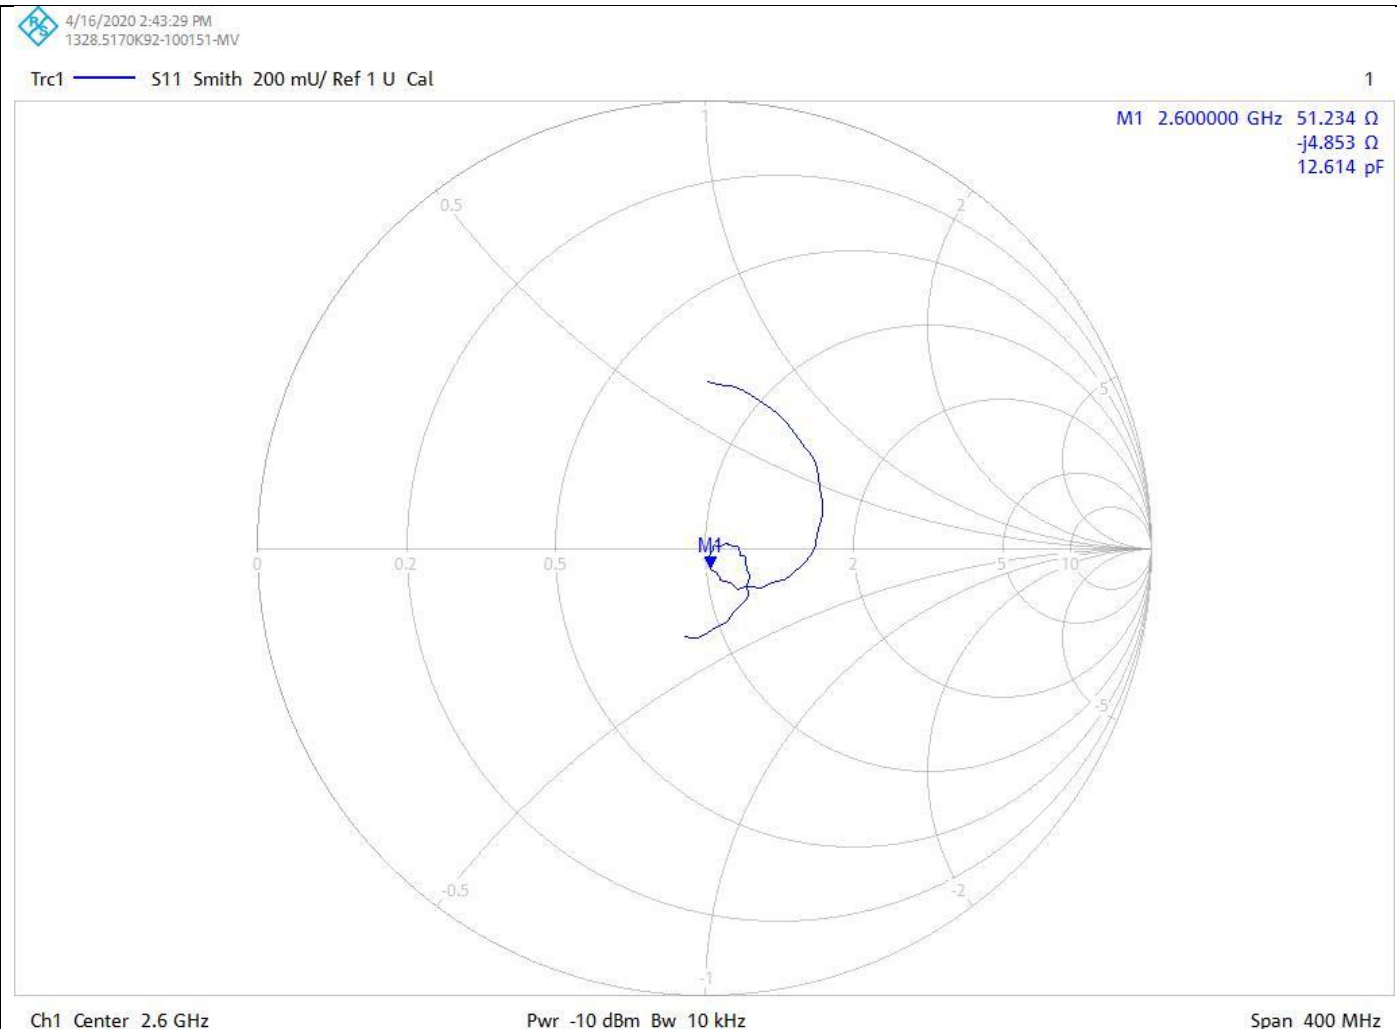 R&S
4/16/2020 2:43:29 PM
1328.5170K92-100151-MV
Trc1 S11 Smith 200 mU/ Ref 1 U Cal 1
M1 2.600000 GHz 51.234 Ω
-j4.853 Ω
12.614 pF
1
0.5 2
5
M1
0 0.2 0.5 1 2 5 10
-5
-0.5 -2
-1
Ch1 Center 2.6 GHz Pwr -10 dBm Bw 10 kHz Span 400 MHz